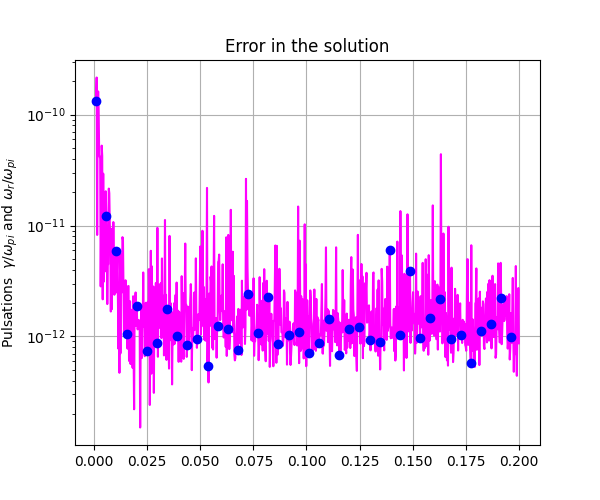 Error in the solution
Pulsations γ/ω_pi and ω_r/ω_pi
10⁻¹⁰
10⁻¹¹
10⁻¹²
0.000 0.025 0.050 0.075 0.100 0.125 0.150 0.175 0.200